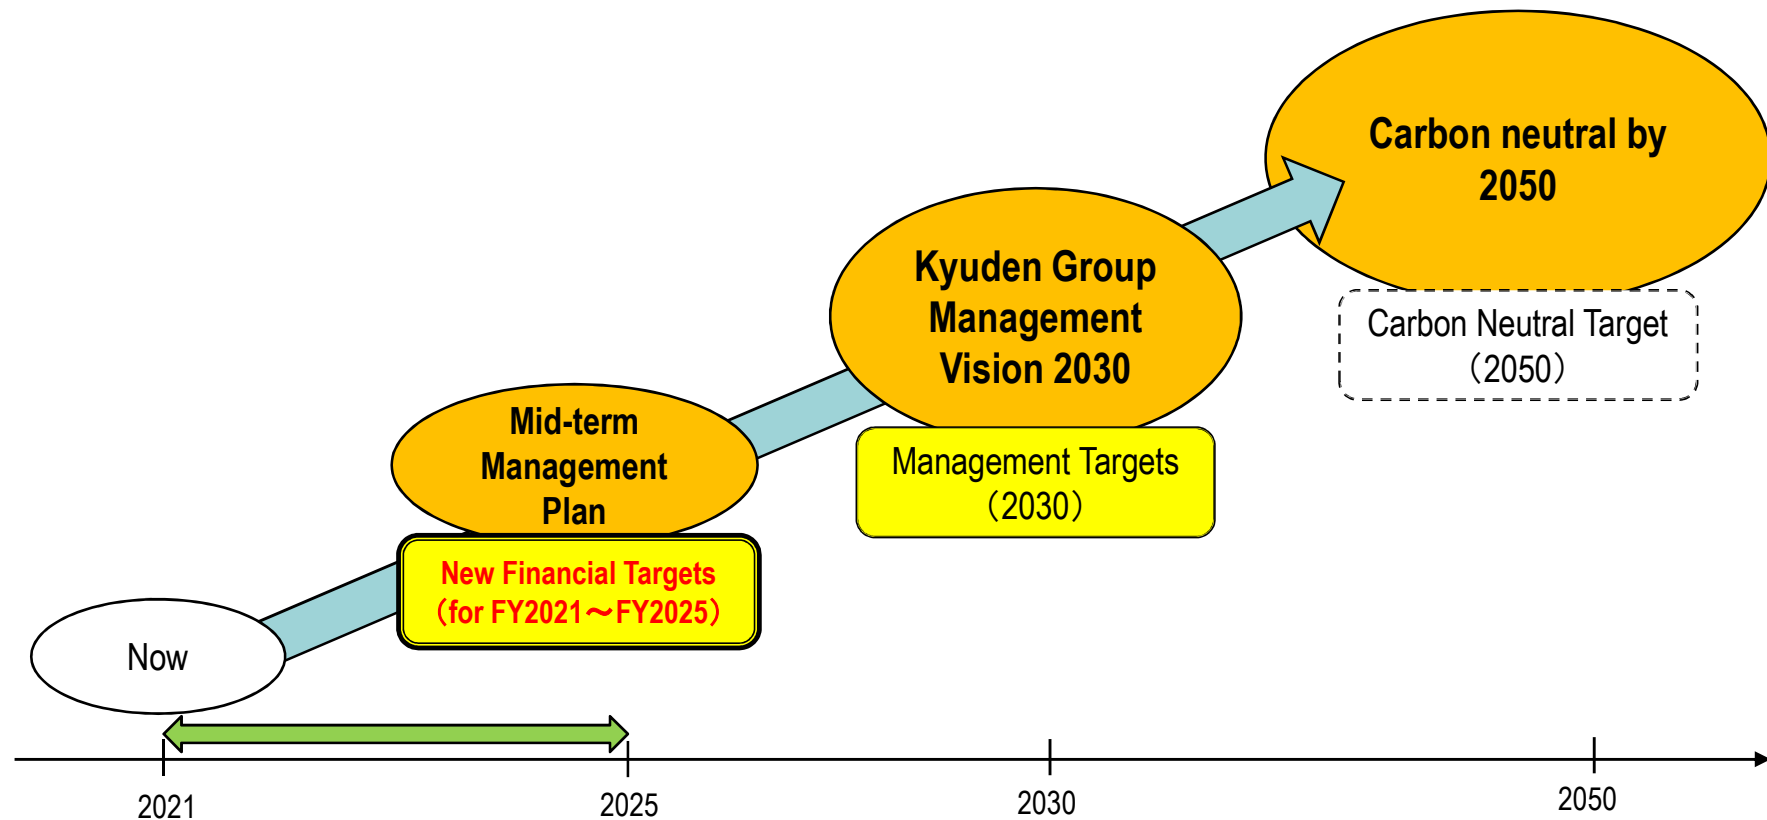 Carbon neutral by
2050
Carbon Neutral Target
（2050）
Kyuden Group
Management
Vision 2030
Management Targets
（2030）
Mid-term
Management
Plan
New Financial Targets
（for FY2021～FY2025）
Now
2021
2025
2030
2050